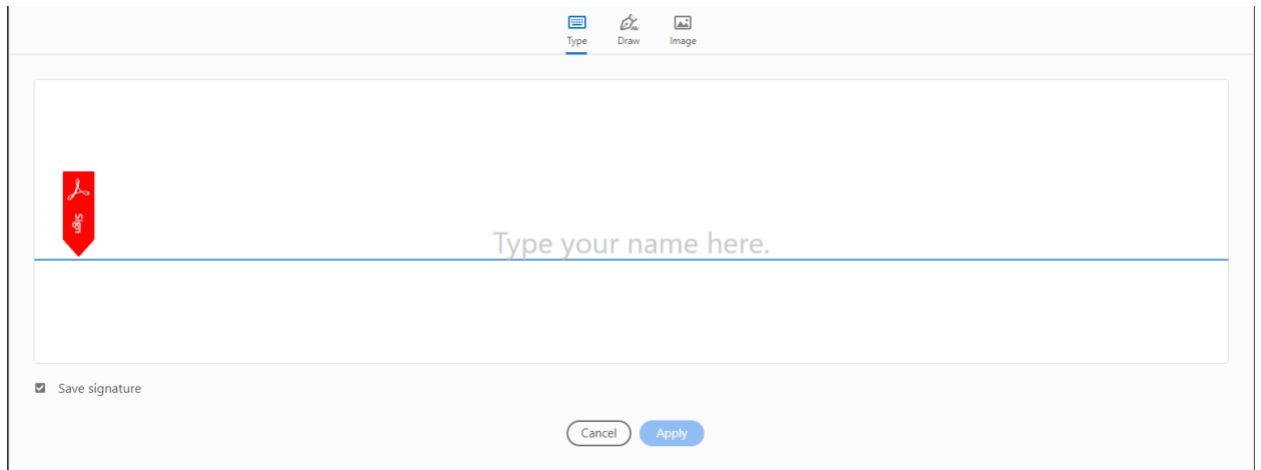 Type Draw Image
Sign
Type your name here.
Save signature
Cancel Apply